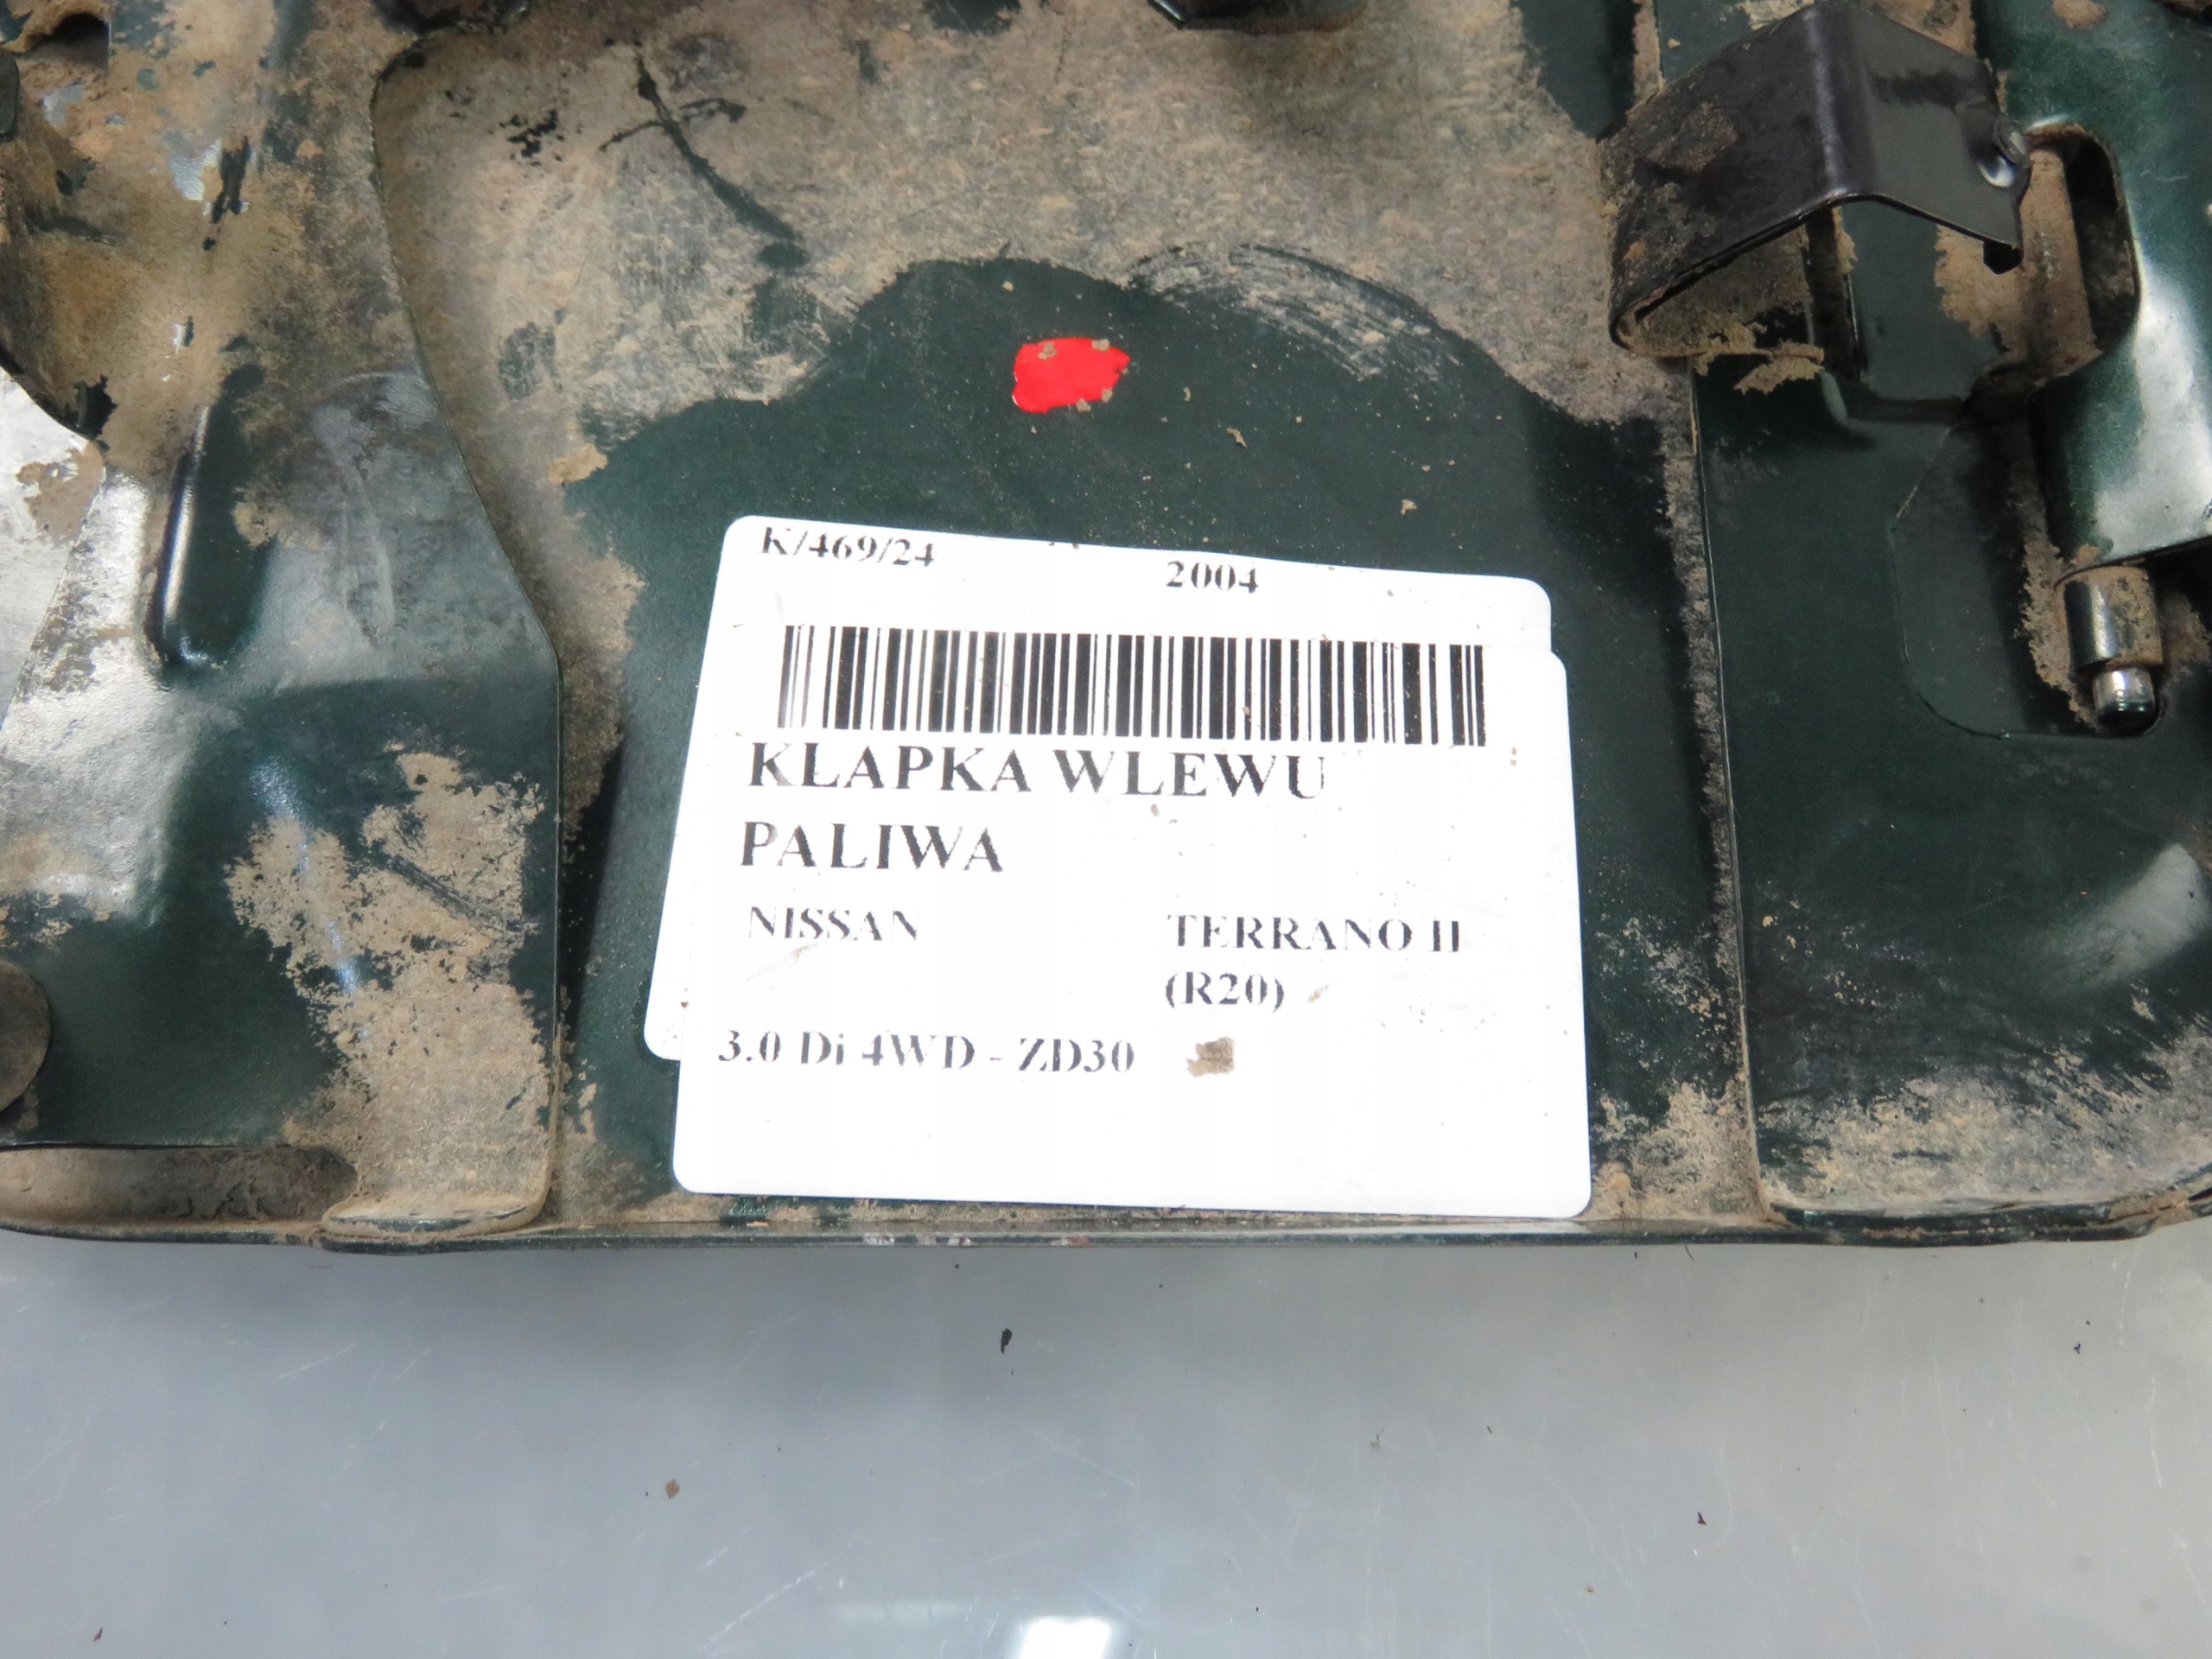 K/469/24 2004
KLAPKA WLEWU
PALIWA
NISSAN TERRANO II
(R20)
3.0 Di 4WD - ZD30